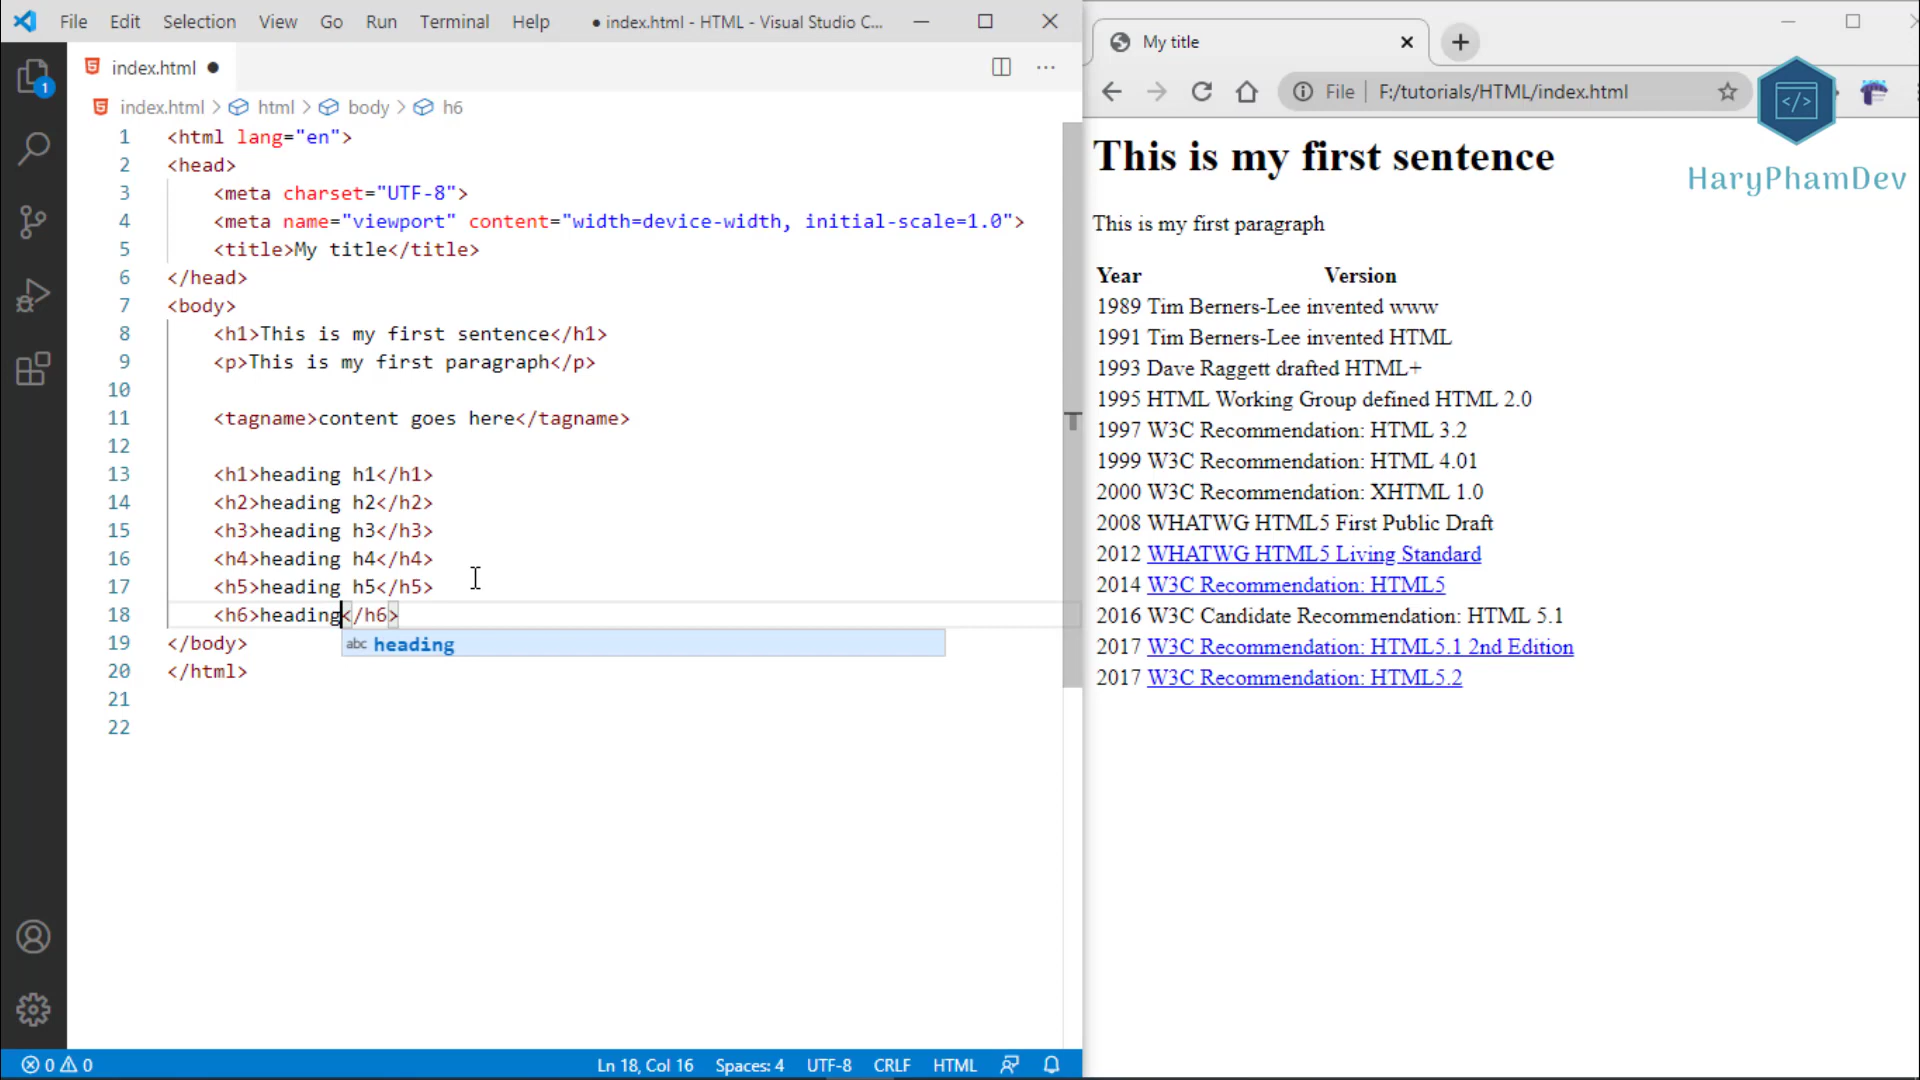 File Edit Selection View Go Run Terminal Help ● index.html - HTML - Visual Studio C...
index.html ●
index.html > html > body > h6
1 <html lang="en">
2 <head>
3 <meta charset="UTF-8">
4 <meta name="viewport" content="width=device-width, initial-scale=1.0">
5 <title>My title</title>
6 </head>
7 <body>
8 <h1>This is my first sentence</h1>
9 <p>This is my first paragraph</p>
10
11 <tagname>content goes here</tagname>
12
13 <h1>heading h1</h1>
14 <h2>heading h2</h2>
15 <h3>heading h3</h3>
16 <h4>heading h4</h4>
17 <h5>heading h5</h5>
18 <h6>heading</h6>
abc heading
19 </body>
20 </html>
21
22
1
0 0
Ln 18, Col 16 Spaces: 4 UTF-8 CRLF HTML
My title
File | F:/tutorials/HTML/index.html
</>
HaryPhamDev
This is my first sentence
This is my first paragraph
Year Version
1989 Tim Berners-Lee invented www
1991 Tim Berners-Lee invented HTML
1993 Dave Raggett drafted HTML+
1995 HTML Working Group defined HTML 2.0
1997 W3C Recommendation: HTML 3.2
1999 W3C Recommendation: HTML 4.01
2000 W3C Recommendation: XHTML 1.0
2008 WHATWG HTML5 First Public Draft
2012 WHATWG HTML5 Living Standard
2014 W3C Recommendation: HTML5
2016 W3C Candidate Recommendation: HTML 5.1
2017 W3C Recommendation: HTML5.1 2nd Edition
2017 W3C Recommendation: HTML5.2